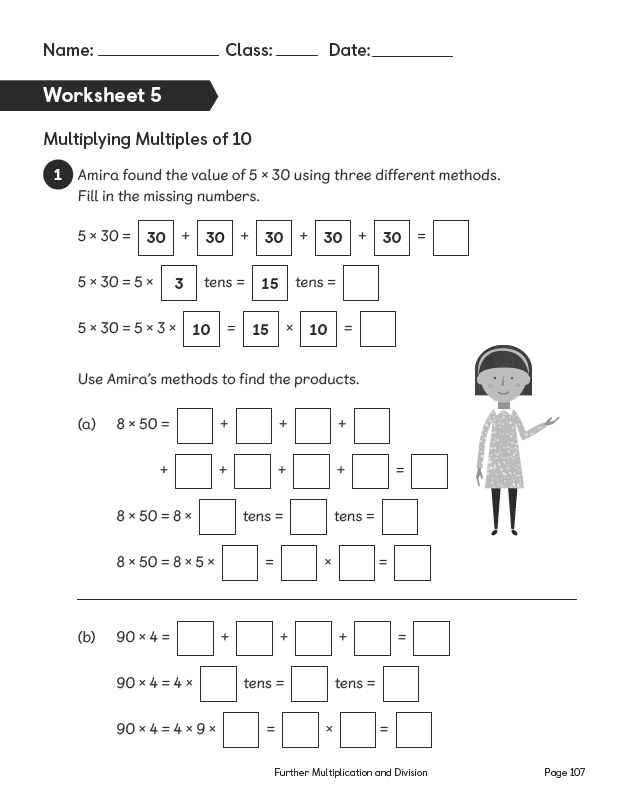 Name: ____________ Class: _____ Date: __________
Worksheet 5
Multiplying Multiples of 10
1 Amira found the value of 5 × 30 using three different methods.
Fill in the missing numbers.
5 × 30 = 30 + 30 + 30 + 30 + 30 =
5 × 30 = 5 × 3 tens = 15 tens =
5 × 30 = 5 × 3 × 10 = 15 × 10 =
Use Amira's methods to find the products.
(a) 8 × 50 = + + +
+ + + + =
8 × 50 = 8 × tens = tens =
8 × 50 = 8 × 5 × = × =
(b) 90 × 4 = + + + =
90 × 4 = 4 × tens = tens =
90 × 4 = 4 × 9 × = × =
Further Multiplication and Division Page 107